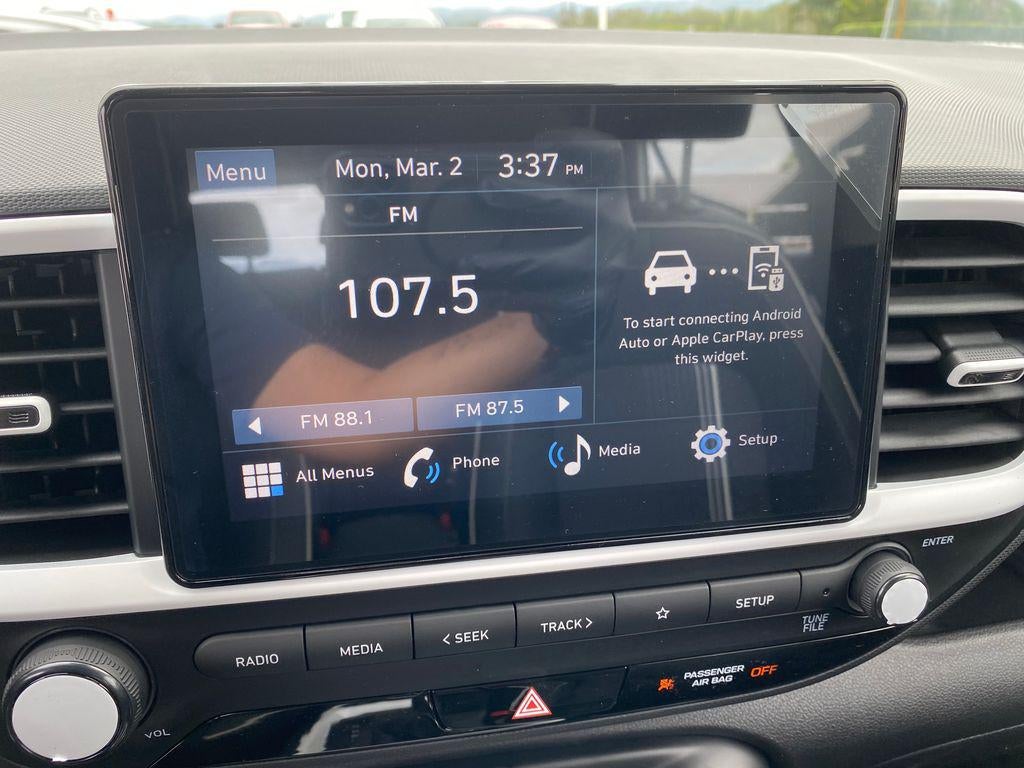 Menu
Mon, Mar. 2
3:37 PM
FM
107.5
To start connecting Android
Auto or Apple CarPlay, press
this widget.
FM 88.1
FM 87.5
All Menus
Phone
Media
Setup
RADIO
MEDIA
< SEEK
TRACK >
SETUP
ENTER
TUNE
FILE
VOL
PASSENGER
AIR BAG
OFF